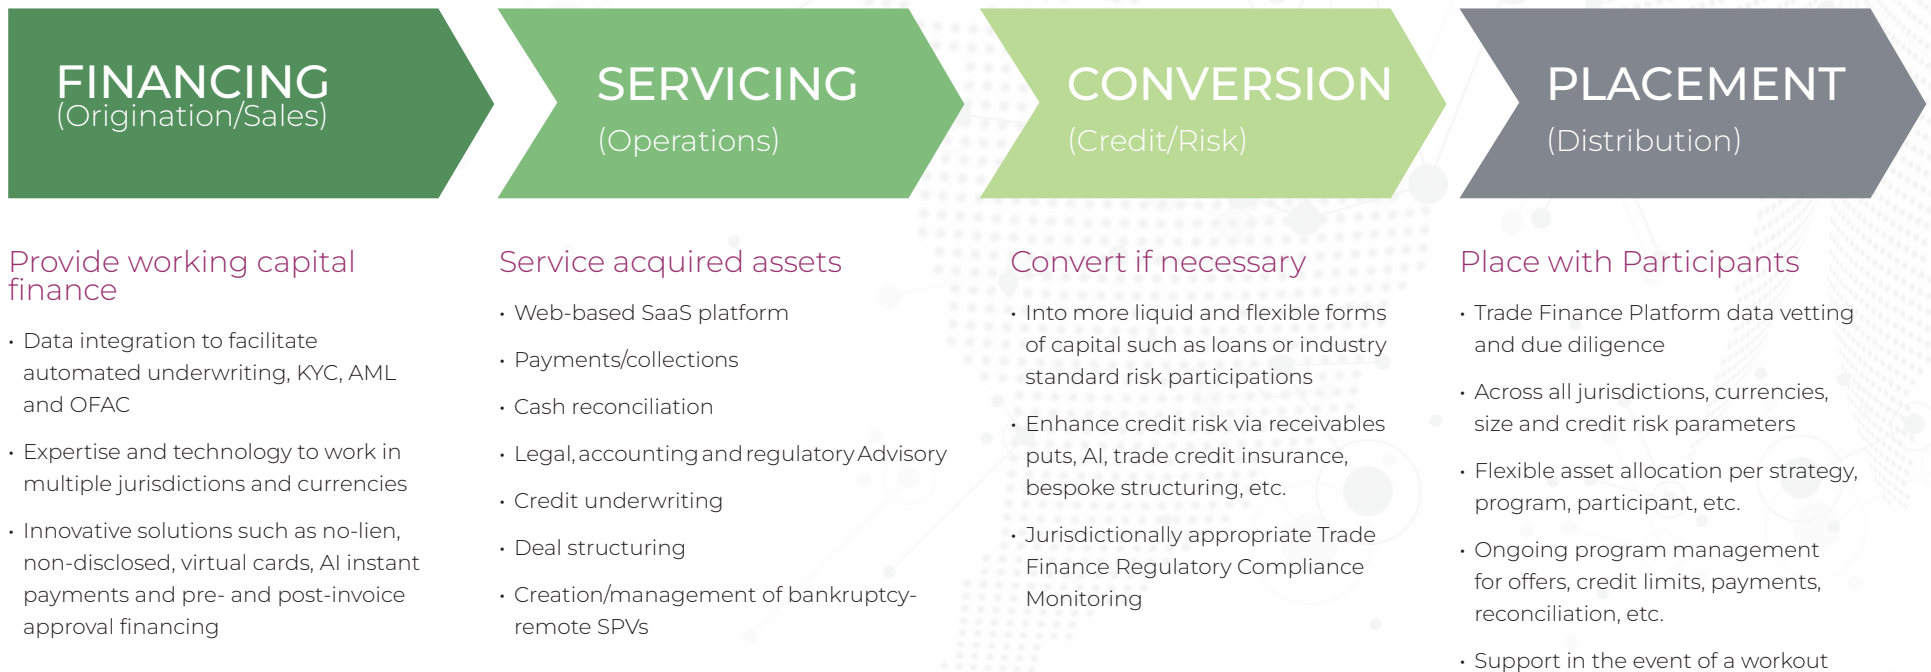 FINANCING
(Origination/Sales)
Provide working capital
finance
• Data integration to facilitate
automated underwriting, KYC, AML
and OFAC
• Expertise and technology to work in
multiple jurisdictions and currencies
• Innovative solutions such as no-lien,
non-disclosed, virtual cards, AI instant
payments and pre- and post-invoice
approval financing
SERVICING
(Operations)
Service acquired assets
• Web-based SaaS platform
• Payments/collections
• Cash reconciliation
• Legal, accounting and regulatory Advisory
• Credit underwriting
• Deal structuring
• Creation/management of bankruptcy-
remote SPVs
CONVERSION
(Credit/Risk)
Convert if necessary
• Into more liquid and flexible forms
of capital such as loans or industry
standard risk participations
• Enhance credit risk via receivables
puts, AI, trade credit insurance,
bespoke structuring, etc.
• Jurisdictionally appropriate Trade
Finance Regulatory Compliance
Monitoring
PLACEMENT
(Distribution)
Place with Participants
• Trade Finance Platform data vetting
and due diligence
• Across all jurisdictions, currencies,
size and credit risk parameters
• Flexible asset allocation per strategy,
program, participant, etc.
• Ongoing program management
for offers, credit limits, payments,
reconciliation, etc.
• Support in the event of a workout